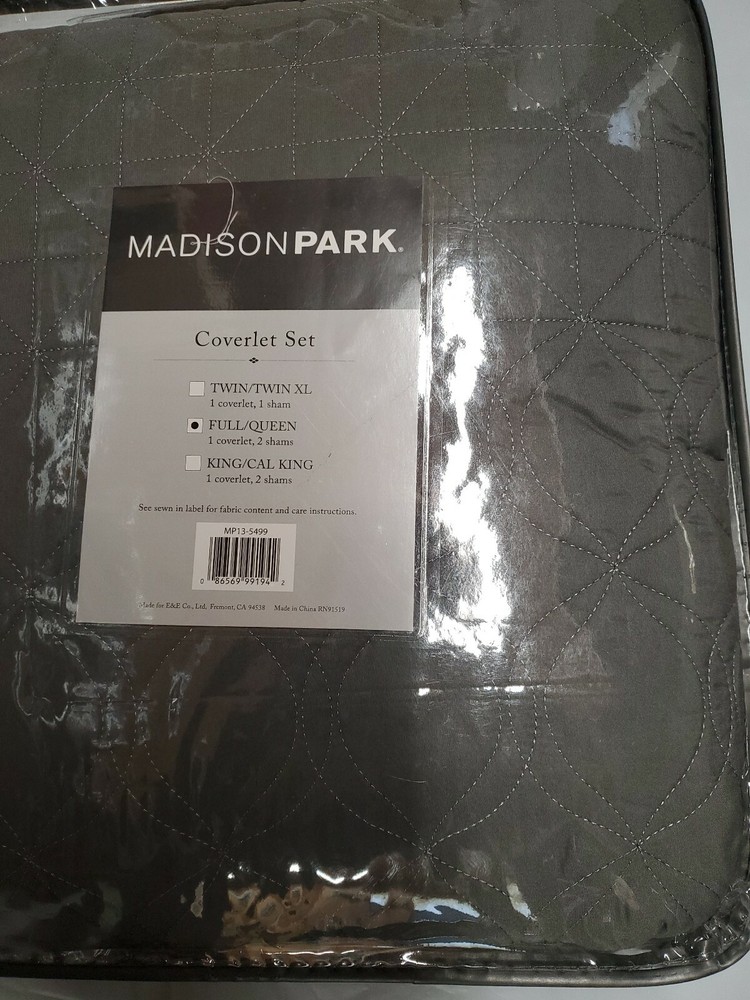 MADISONPARK®
Coverlet Set
TWIN/TWIN XL
1 coverlet, 1 sham
FULL/QUEEN
1 coverlet, 2 shams
KING/CAL KING
1 coverlet, 2 shams
See sewn in label for fabric content and care instructions.
MP13-5499
0 86569 99194 2
Made for E&E Co., Ltd. Fremont, CA 94538 Made in China RN91519